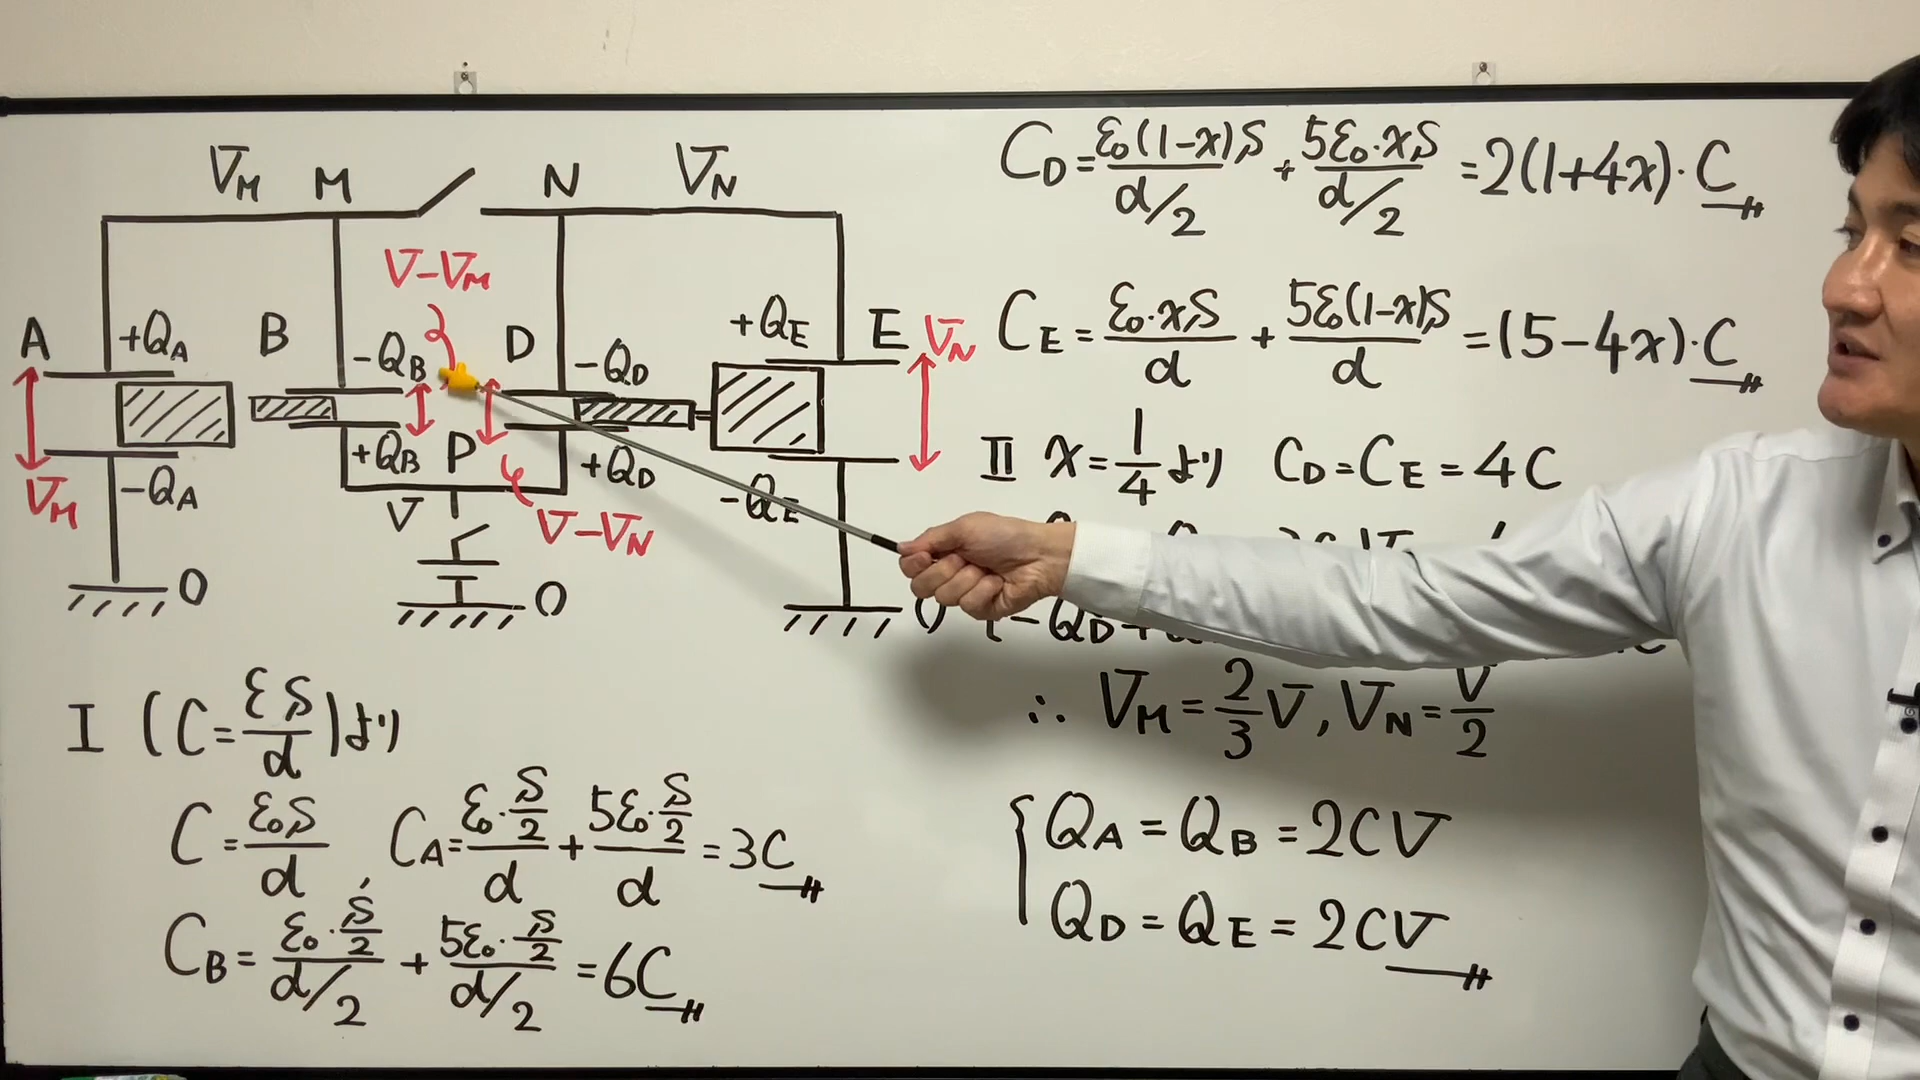 V_M M N V_N
V-V_M
A +Q_A B -Q_B D -Q_D +Q_E E V_N
V_M -Q_A +Q_B P +Q_D -Q_E
V V-V_N
0 0
I (C=εS/d)より
C=ε₀S/d, C_A=ε₀·S/2/d+5ε₀·S/2/d=3C
C_B=ε₀·S/2/d/2+5ε₀·S/2/d/2=6C
C_D=ε₀(1-x)S/d/2+5ε₀·xS/d/2=2(1+4x)·C
C_E=ε₀·xS/d+5ε₀(1-x)S/d=(5-4x)·C
II x=1/4より C_D=C_E=4C
-Q_D+
∴ V_M=2/3V, V_N=V/2
Q_A=Q_B=2CV
Q_D=Q_E=2CV